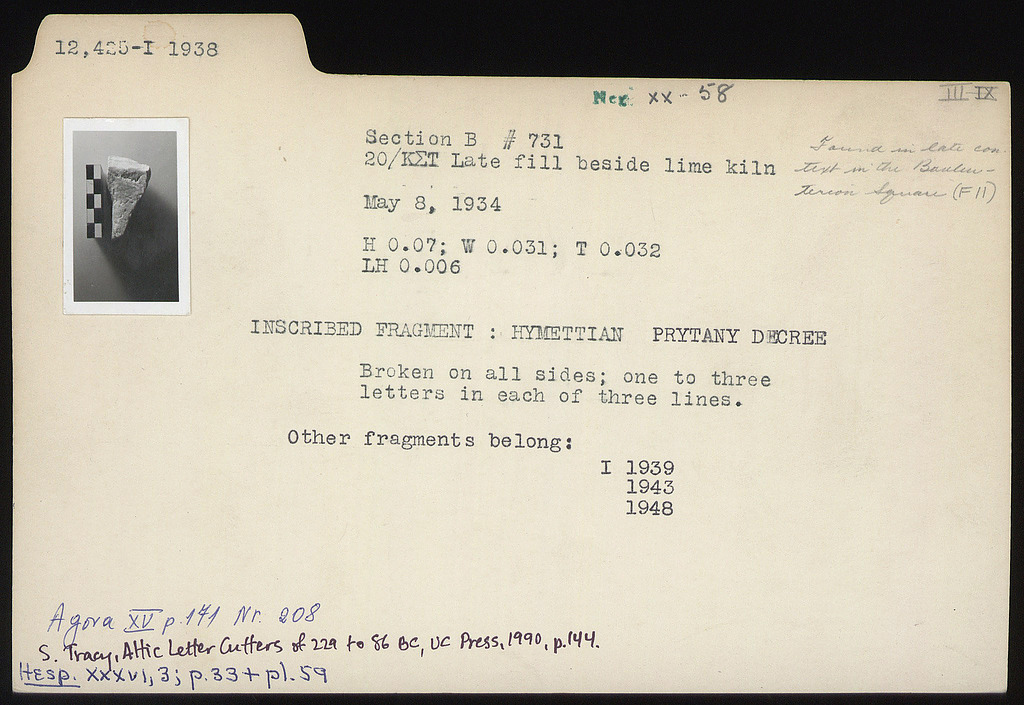 12,425-I 1938
Neg. XX - 58
III-IX
Section B # 731
20/ΚΣΤ Late fill beside lime kiln
Found in late con-
text in the Bouleu-
terion Square (F 11)
May 8, 1934
H 0.07; W 0.031; T 0.032
LH 0.006
INSCRIBED FRAGMENT : HYMETTIAN PRYTANY DECREE
Broken on all sides; one to three
letters in each of three lines.
Other fragments belong:
I 1939
1943
1948
Agora XV p. 171 Nr. 208
S. Tracy, Attic Letter Cutters of 229 to 86 BC, UC Press, 1990, p.144.
Hesp. XXXVI, 3; p.33 + pl. 59